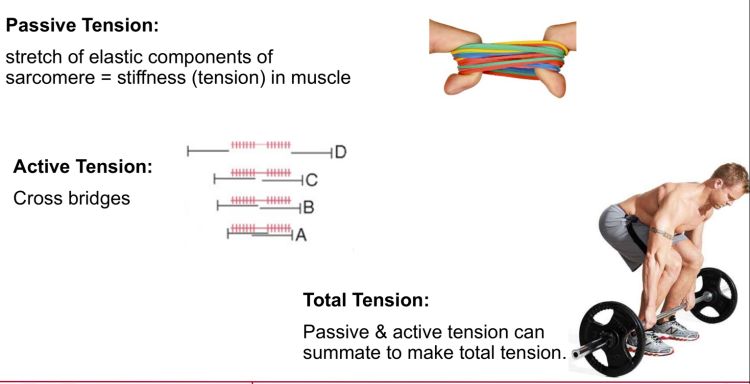 Passive Tension:
stretch of elastic components of
sarcomere = stiffness (tension) in muscle
Active Tension:
Cross bridges
D
C
B
A
Total Tension:
Passive & active tension can
summate to make total tension.